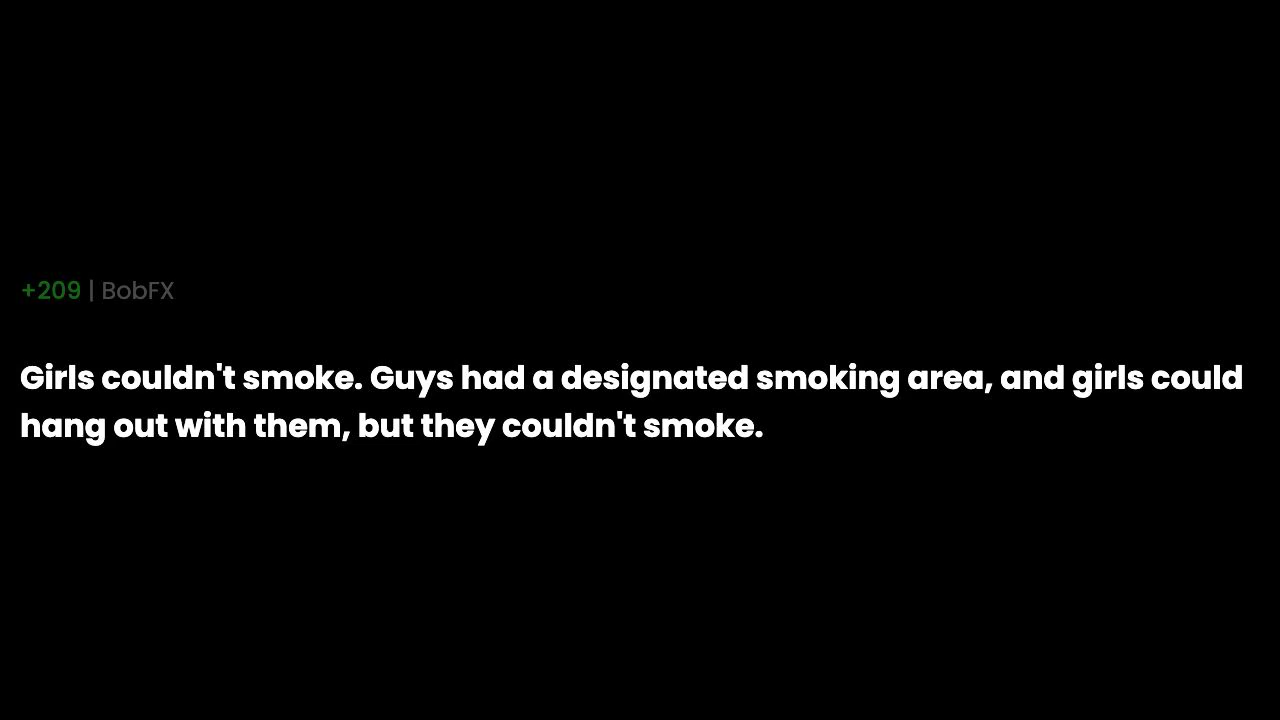 +209 | BobFX
Girls couldn't smoke. Guys had a designated smoking area, and girls could
hang out with them, but they couldn't smoke.